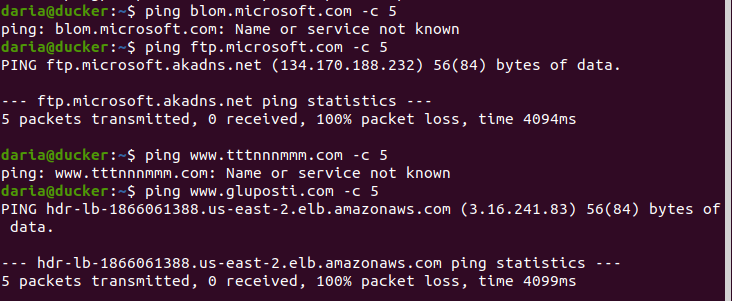 daria@ducker:~$ ping blom.microsoft.com -c 5
ping: blom.microsoft.com: Name or service not known
daria@ducker:~$ ping ftp.microsoft.com -c 5
PING ftp.microsoft.akadns.net (134.170.188.232) 56(84) bytes of data.

--- ftp.microsoft.akadns.net ping statistics ---
5 packets transmitted, 0 received, 100% packet loss, time 4094ms

daria@ducker:~$ ping www.tttnnnmmm.com -c 5
ping: www.tttnnnmmm.com: Name or service not known
daria@ducker:~$ ping www.gluposti.com -c 5
PING hdr-lb-1866061388.us-east-2.elb.amazonaws.com (3.16.241.83) 56(84) bytes of
 data.

--- hdr-lb-1866061388.us-east-2.elb.amazonaws.com ping statistics ---
5 packets transmitted, 0 received, 100% packet loss, time 4099ms